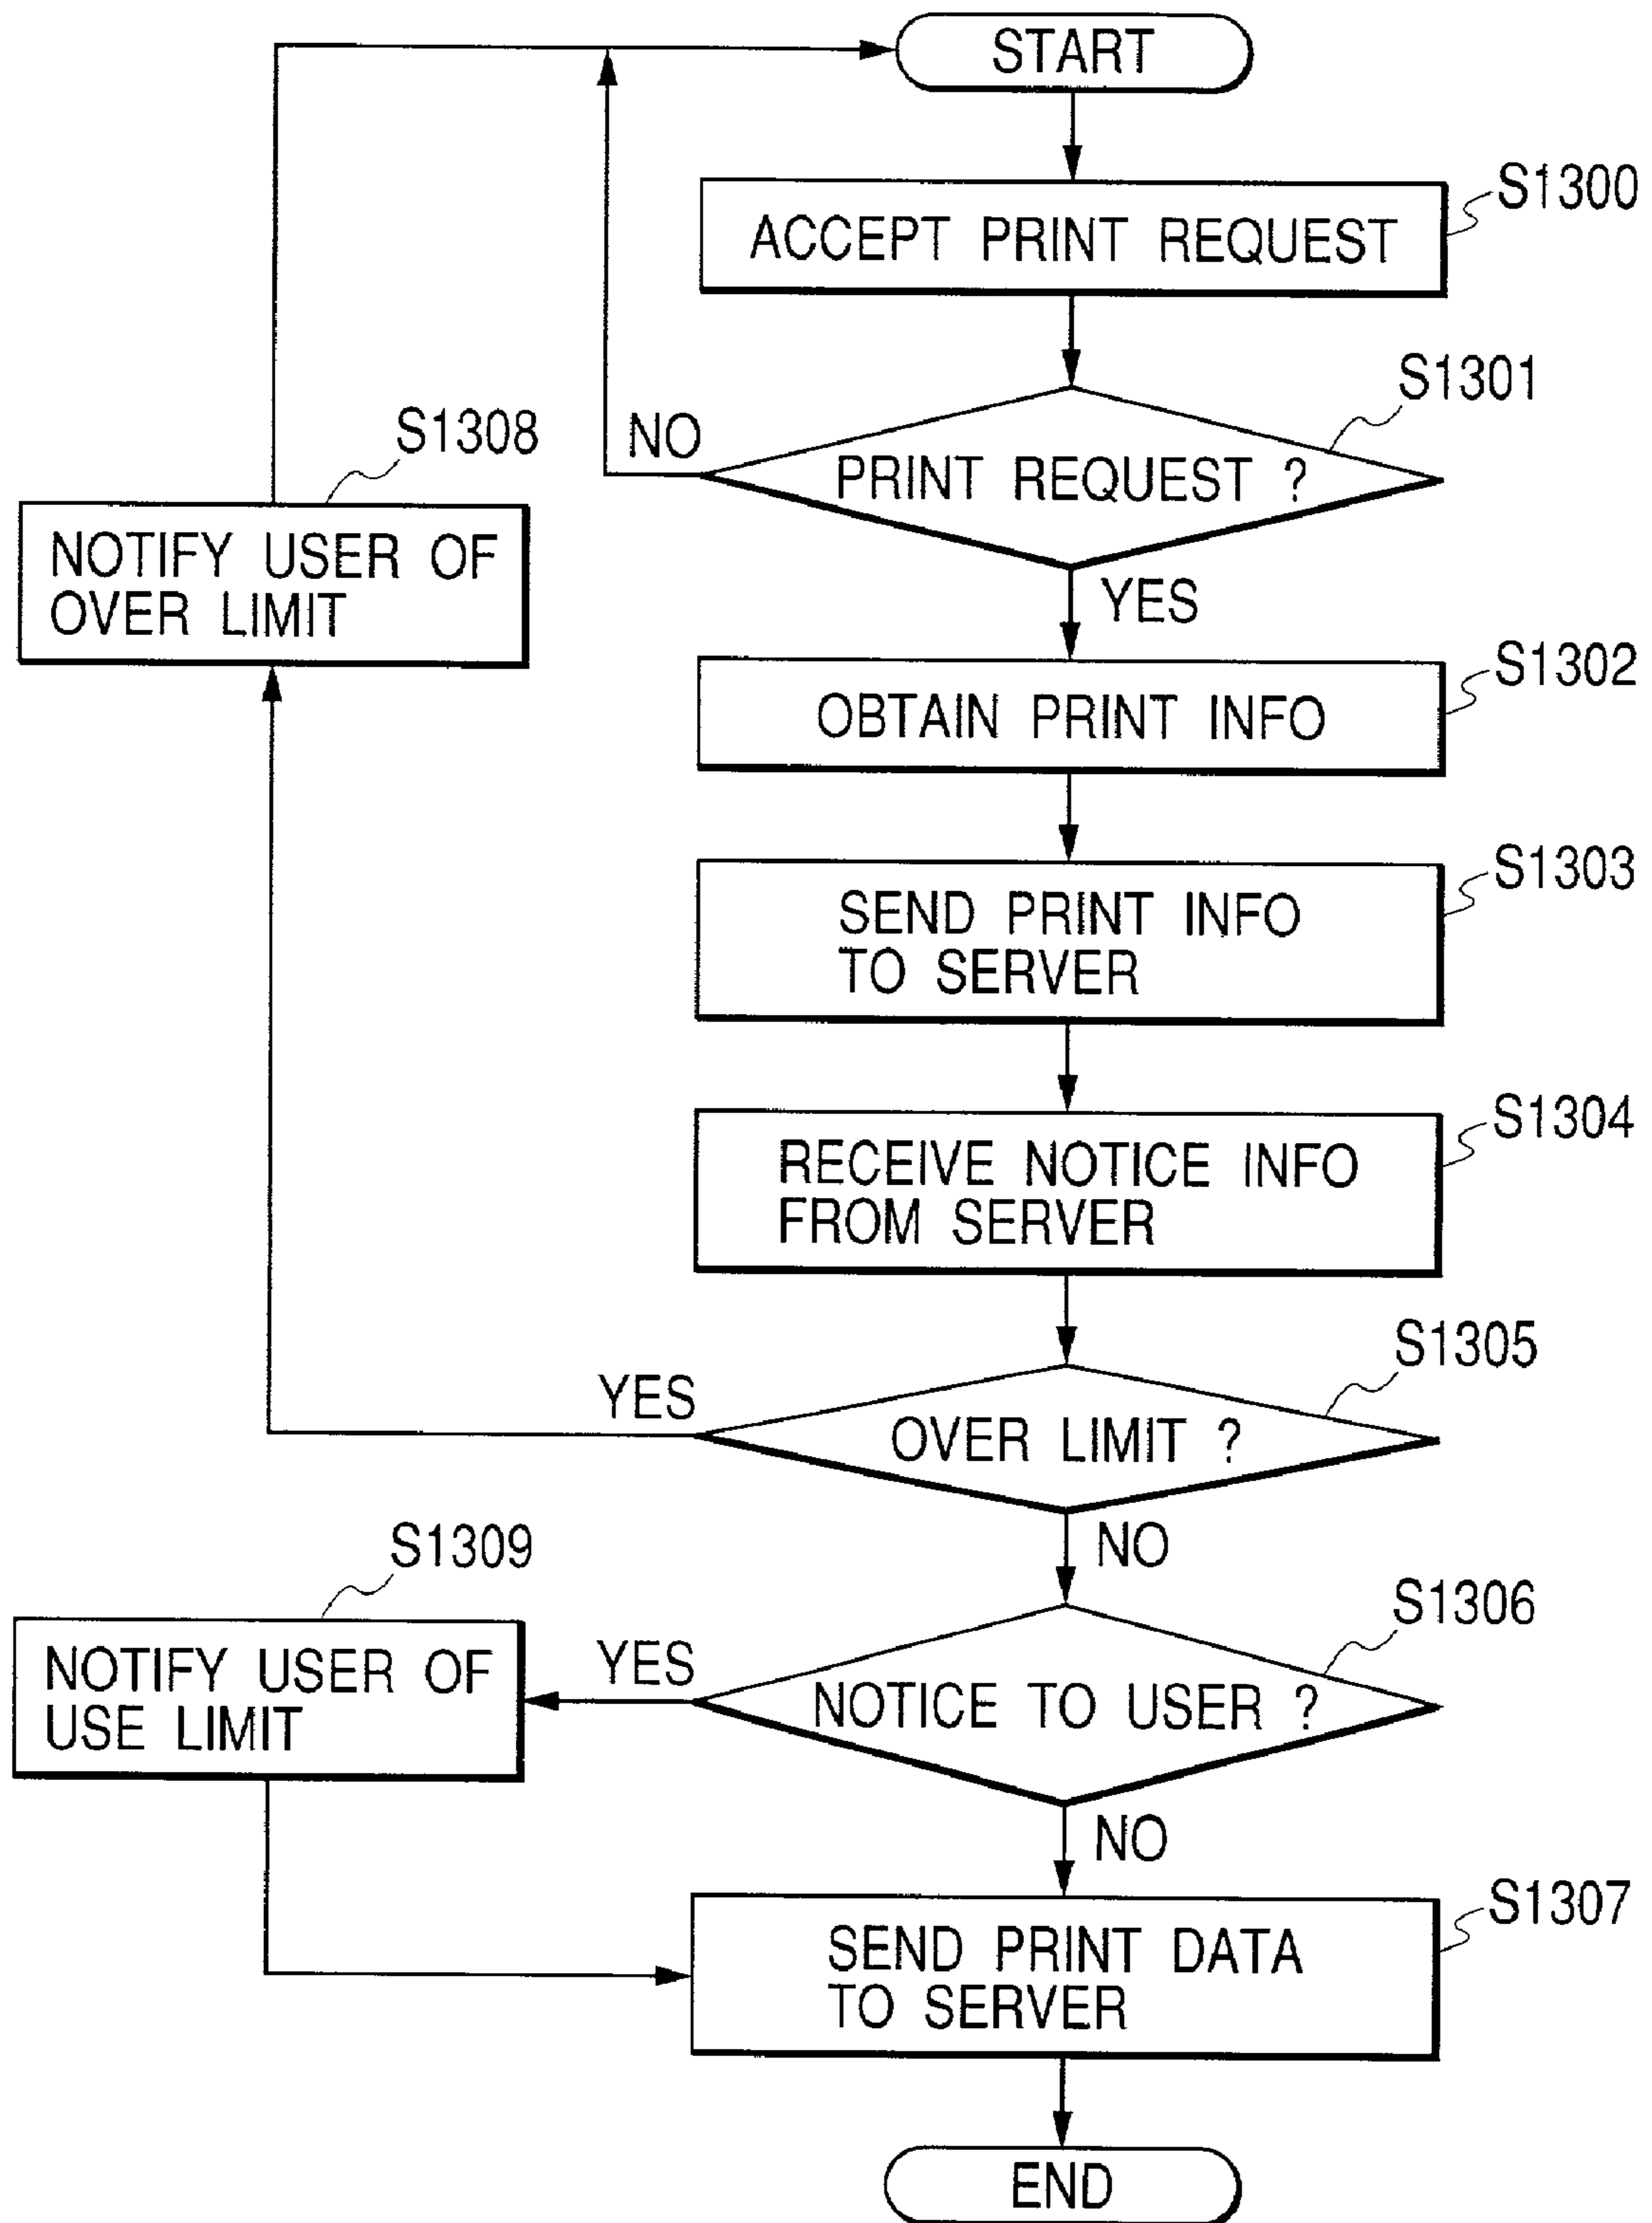 START
S1300
ACCEPT PRINT REQUEST
S1301
NO
PRINT REQUEST ?
YES
S1308
NOTIFY USER OF
OVER LIMIT
S1302
OBTAIN PRINT INFO
S1303
SEND PRINT INFO
TO SERVER
S1304
RECEIVE NOTICE INFO
FROM SERVER
S1305
YES
OVER LIMIT ?
NO
S1309
NOTIFY USER OF
USE LIMIT
S1306
YES
NOTICE TO USER ?
NO
S1307
SEND PRINT DATA
TO SERVER
END